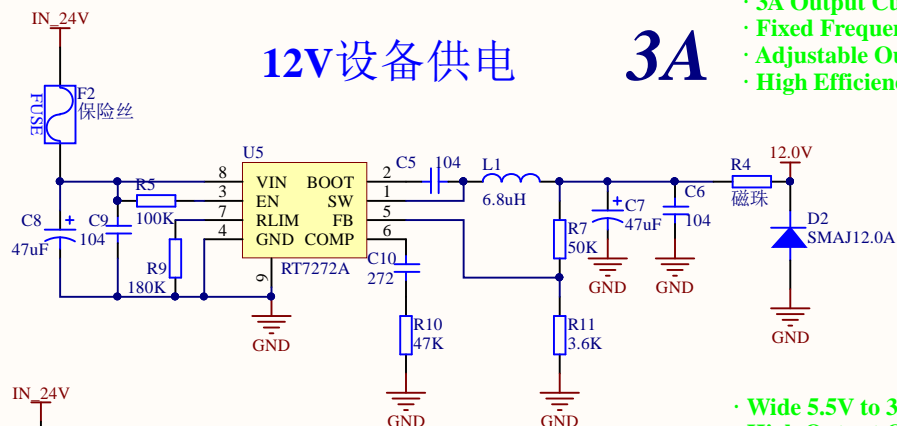 IN_24V
· 3A Output Cu
· Fixed Frequen
· Adjustable Ou
· High Efficienc
12V设备供电
3A
F2
保险丝
FUSE
U5
C8
47uF
C9
104
R5
100K
R9
180K
8 VIN BOOT 2
3 EN SW 1
7 RLIM FB 5
4 GND COMP 6
9
RT7272A
GND
C5 104
L1
6.8uH
C10
272
R10
47K
GND
R7
50K
R11
3.6K
GND
C7
47uF
GND
C6
104
GND
R4
磁珠
12.0V
D2
SMAJ12.0A
GND
IN_24V
· Wide 5.5V to 3